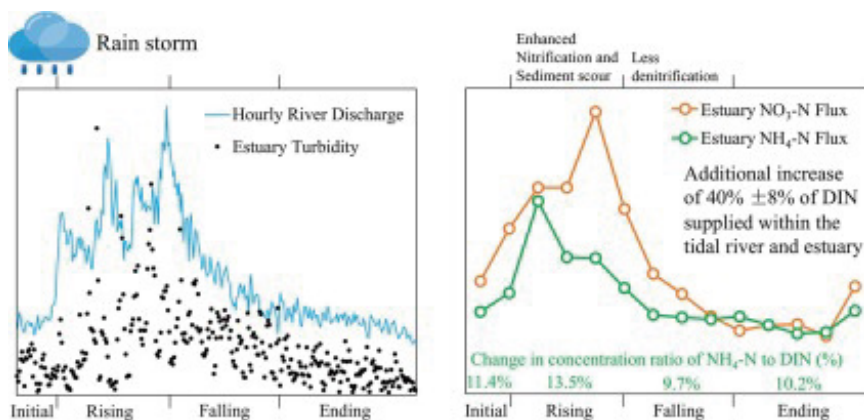 Rain storm
Hourly River Discharge
Estuary Turbidity
Initial
Rising
Falling
Ending
Enhanced
Nitrification and
Sediment scour
Less
denitrification
Estuary NO₃-N Flux
Estuary NH₄-N Flux
Additional increase
of 40% ±8% of DIN
supplied within the
tidal river and estuary
Change in concentration ratio of NH₄-N to DIN (%)
11.4% 13.5% 9.7% 10.2%
Initial
Rising
Falling
Ending